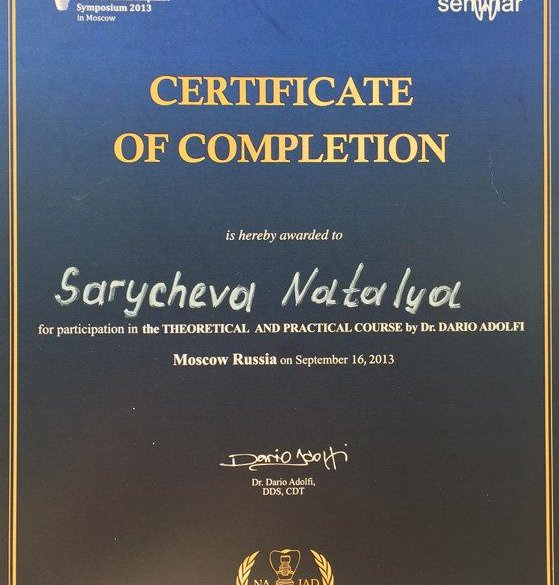 Symposium 2013
in Moscow
seminar
CERTIFICATE
OF COMPLETION
is hereby awarded to
Sarycheva Natalya
for participation in the THEORETICAL AND PRACTICAL COURSE by Dr. DARIO ADOLFI
Moscow Russia on September 16, 2013
Dario Adolfi
Dr. Dario Adolfi,
DDS, CDT
NA JAD